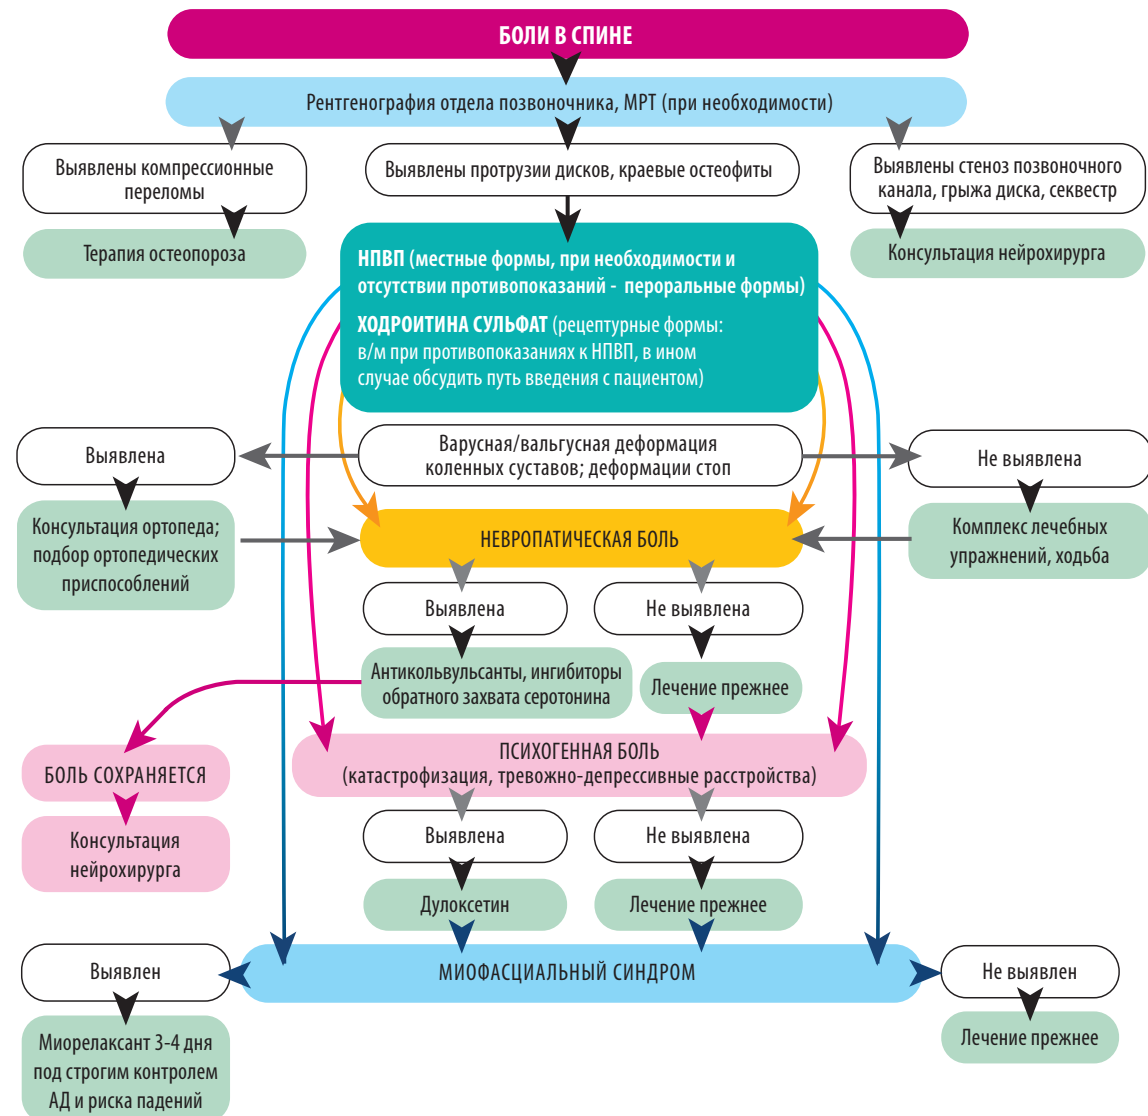 БОЛИ В СПИНЕ
Рентгенография отдела позвоночника, МРТ (при необходимости)
Выявлены компрессионные
переломы
Выявлены протрузии дисков, краевые остеофиты
Выявлены стеноз позвоночного
канала, грыжа диска, секвестр
Терапия остеопороза
НПВП (местные формы, при необходимости и
отсутствии противопоказаний - пероральные формы)
ХОДРОИТИНА СУЛЬФАТ (рецептурные формы:
в/м при противопоказаниях к НПВП, в ином
случае обсудить путь введения с пациентом)
Консультация нейрохирурга
Выявлена
Варусная/вальгусная деформация
коленных суставов; деформации стоп
Не выявлена
Консультация ортопеда;
подбор ортопедических
приспособлений
НЕВРОПАТИЧЕСКАЯ БОЛЬ
Комплекс лечебных
упражнений, ходьба
Выявлена
Не выявлена
Антикольвульсанты, ингибиторы
обратного захвата серотонина
Лечение прежнее
БОЛЬ СОХРАНЯЕТСЯ
ПСИХОГЕННАЯ БОЛЬ
(катастрофизация, тревожно-депрессивные расстройства)
Консультация
нейрохирурга
Выявлена
Не выявлена
Дулоксетин
Лечение прежнее
Выявлен
МИОФАСЦИАЛЬНЫЙ СИНДРОМ
Не выявлен
Миорелаксант 3-4 дня
под строгим контролем
АД и риска падений
Лечение прежнее